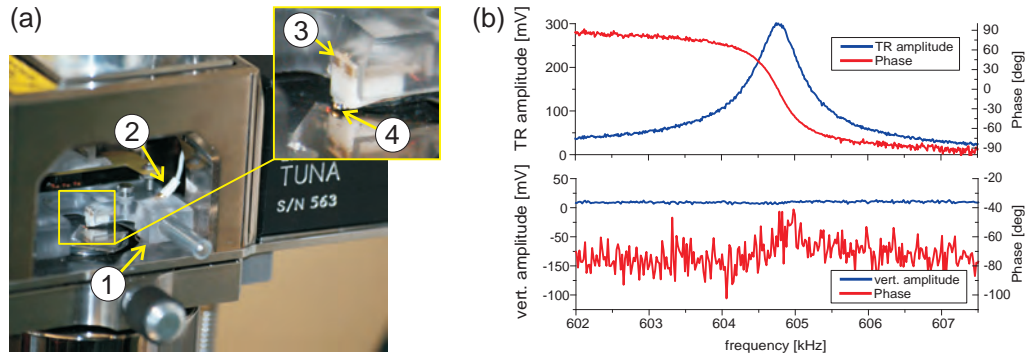 (a)
3
4
2
1
TUNA
S/N 563
(b)
TR amplitude [mV]
300
200
100
0
TR amplitude
Phase
90
60
30
0
-30
-60
-90
Phase [deg]
vert. amplitude [mV]
50
0
-50
-150
-100
vert. amplitude
Phase
-20
-40
-60
-80
-100
Phase [deg]
602
603
604
605
606
607
frequency [kHz]